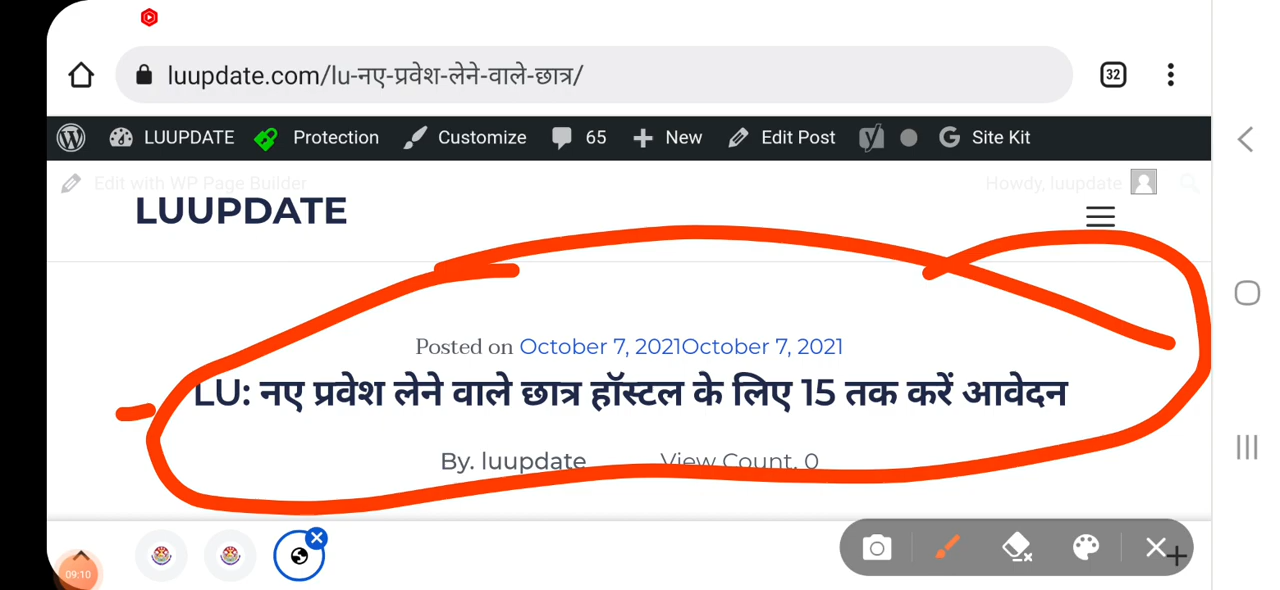 luupdate.com/lu-नए-प्रवेश-लेने-वाले-छात्र/ 32
LUUPDATE Protection Customize 65 New Edit Post Site Kit
Edit with WP Page Builder Howdy, luupdate
LUUPDATE
Posted on October 7, 2021October 7, 2021
LU: नए प्रवेश लेने वाले छात्र हॉस्टल के लिए 15 तक करें आवेदन
By. luupdate View Count. 0
09:10